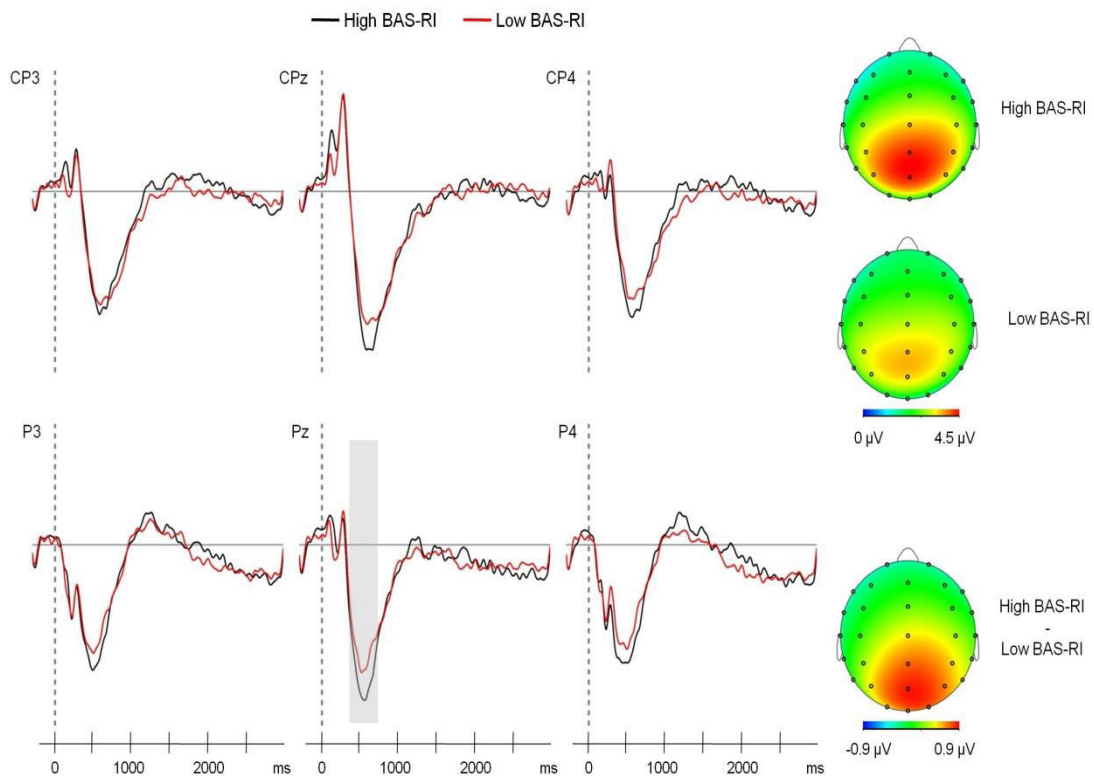 High BAS-RI Low BAS-RI
CP3 CPz CP4
High BAS-RI
Low BAS-RI
0 µV 4.5 µV
P3 Pz P4
High BAS-RI
-
Low BAS-RI
-0.9 µV 0.9 µV
0 1000 2000 0 1000 2000 0 1000 2000 ms